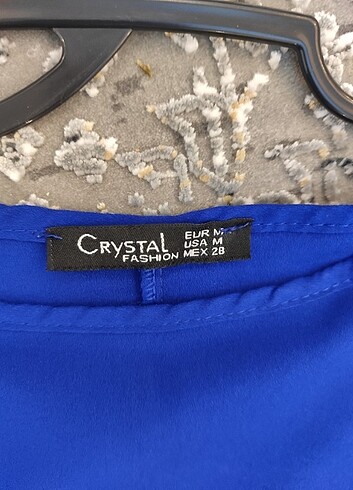 CRYSTAL
FASHION
EUR M
USA M
MEX 28